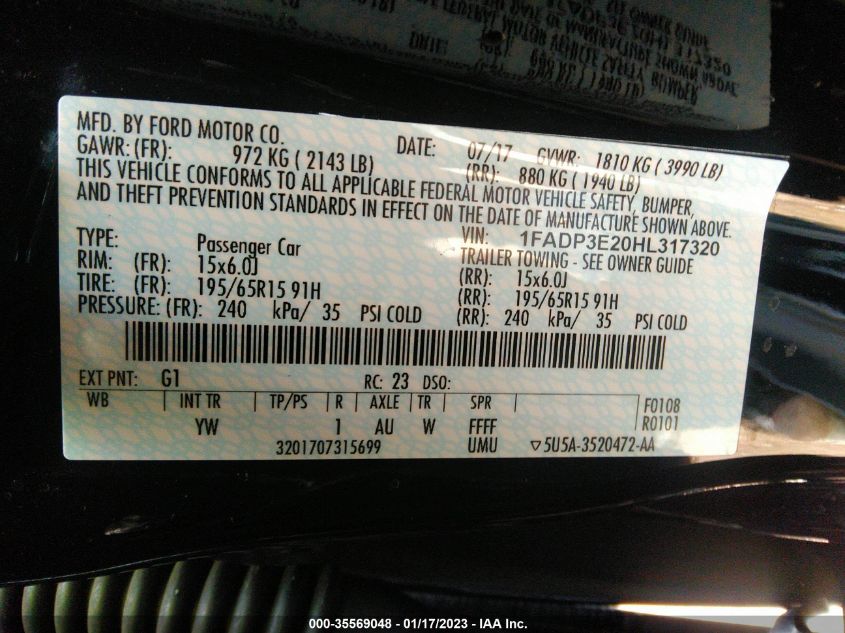 MFD. BY FORD MOTOR CO. DATE: 07/17 GVWR: 1810 KG ( 3990 LB)
GAWR: (FR): 972 KG ( 2143 LB) (RR): 880 KG ( 1940 LB)
THIS VEHICLE CONFORMS TO ALL APPLICABLE FEDERAL MOTOR VEHICLE SAFETY, BUMPER,
AND THEFT PREVENTION STANDARDS IN EFFECT ON THE DATE OF MANUFACTURE SHOWN ABOVE.
VIN: 1FADP3E20HL317320
TYPE: Passenger Car TRAILER TOWING - SEE OWNER GUIDE
RIM: (FR): 15x6.0J (RR): 15x6.0J
TIRE: (FR): 195/65R15 91H (RR): 195/65R15 91H
PRESSURE: (FR): 240 kPa/ 35 PSI COLD (RR): 240 kPa/ 35 PSI COLD
EXT PNT: G1 RC: 23 DSO:
WB INT TR TP/PS R AXLE TR SPR F0108
YW 1 AU W FFFF R0101
3201707315699 UMU ▽5U5A-3520472-AA
000-35569048 - 01/17/2023 - IAA Inc.